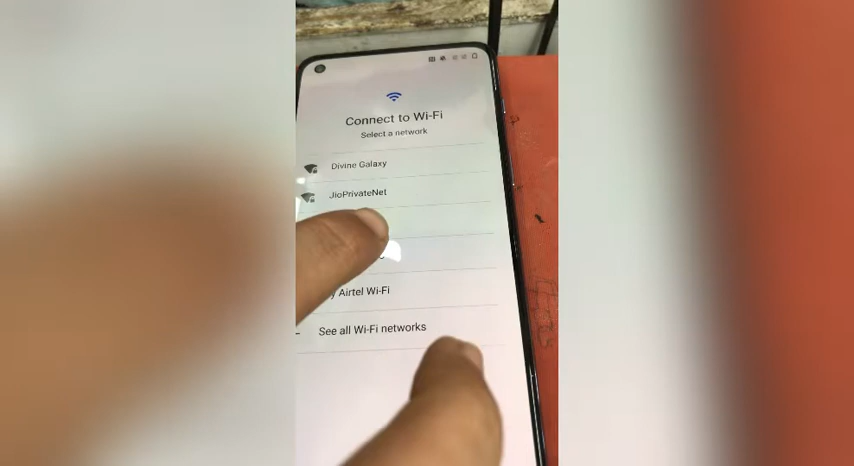 Connect to Wi-Fi
Select a network
Divine Galaxy
JioPrivateNet
Airtel Wi-Fi
See all Wi-Fi networks